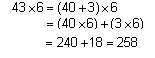 43×6 = (40+3)×6
= (40×6)+(3×6)
= 240+18 = 258